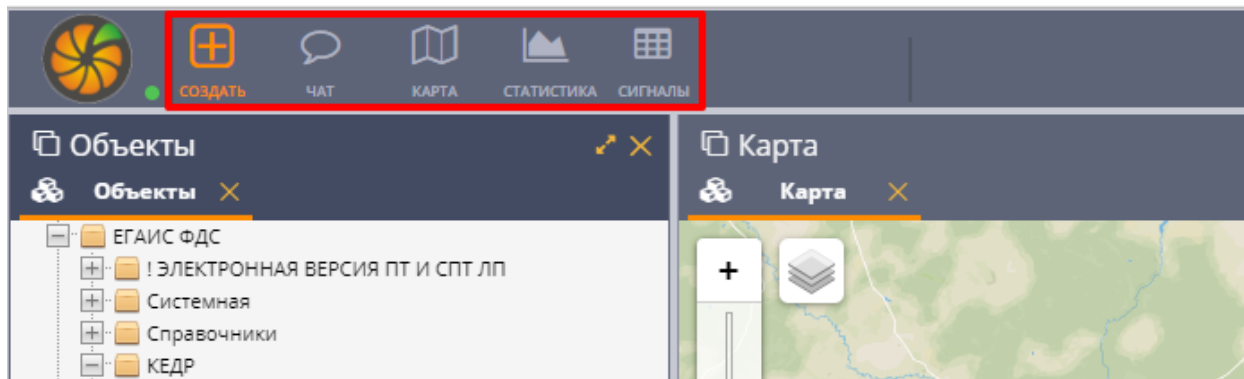 СОЗДАТЬ ЧАТ КАРТА СТАТИСТИКА СИГНАЛЫ
Объекты
Объекты
ЕГАИС ФДС
! ЭЛЕКТРОННАЯ ВЕРСИЯ ПТ И СПТ ЛП
Системная
Справочники
КЕДР
Карта
Карта
+